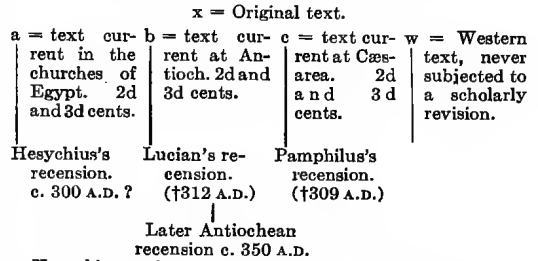 x = Original text.
a = text cur-
rent in the
churches of
Egypt. 2d
and 3d cents.
b = text cur-
rent at An-
tioch. 2d and
3d cents.
c = text cur-
rent at Cæs-
area. 2d
and 3d
cents.
w = Western
text, never
subjected to
a scholarly
revision.
Hesychius's
recension.
c. 300 A.D. ?
Lucian's re-
cension.
(†312 A.D.)
Pamphilus's
recension.
(†309 A.D.)
Later Antiochean
recension c. 350 A.D.